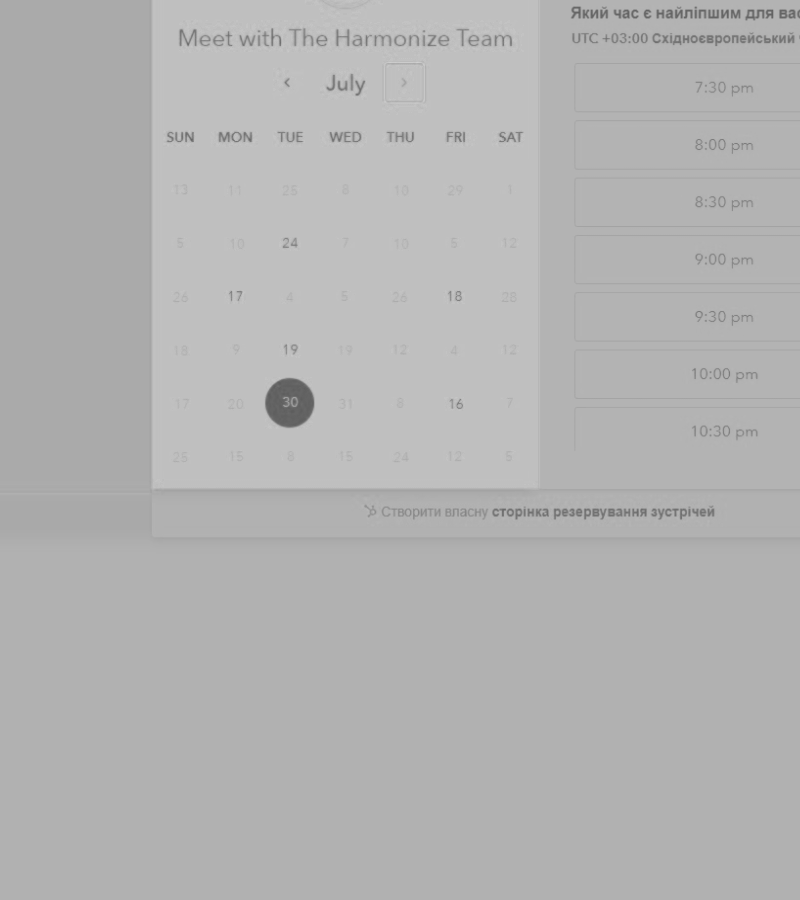 Meet with The Harmonize Team
July
SUN MON TUE WED THU FRI SAT
13 11 25 6 10 29 1
5 10 24 7 10 5 12
26 17 4 5 26 18 28
18 9 19 19 12 4 12
17 20 30 31 8 16 7
25 15 8 15 24 12 5
Який час є найліпшим для вас
UTC +03:00 Східноєвропейський
7:30 pm
8:00 pm
8:30 pm
9:00 pm
9:30 pm
10:00 pm
10:30 pm
Створити власну сторінка резервування зустрічей